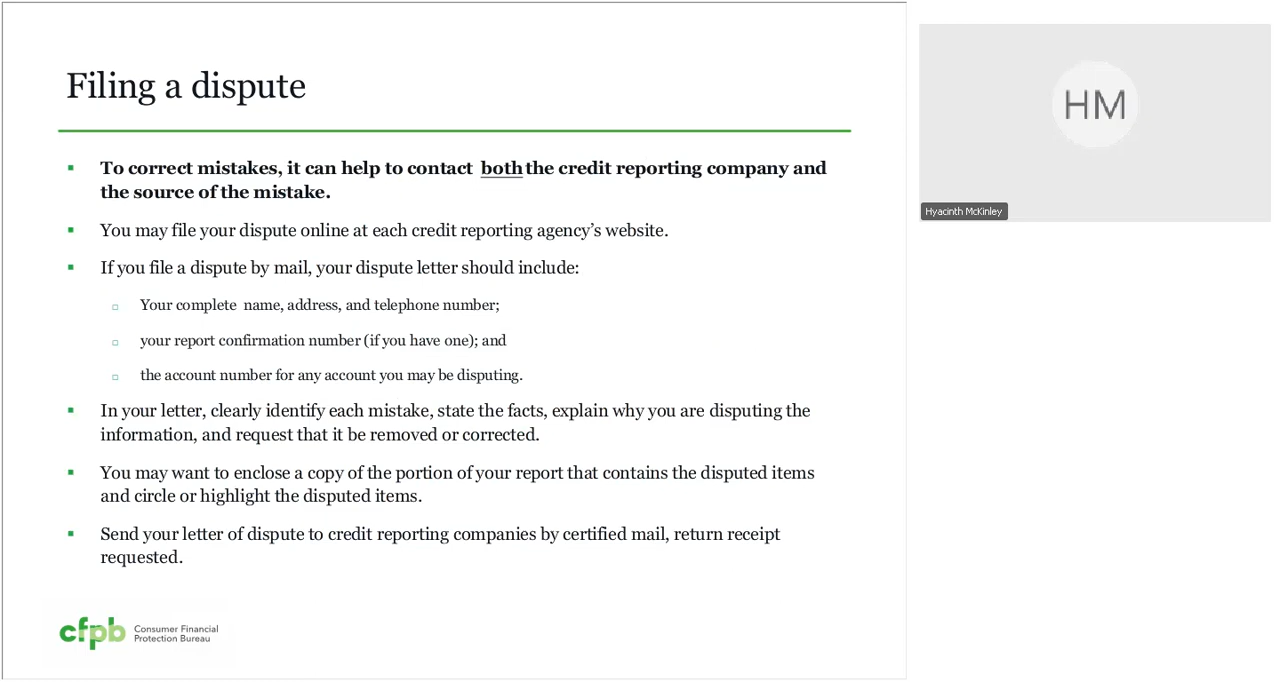 Filing a dispute
To correct mistakes, it can help to contact both the credit reporting company and
the source of the mistake.
You may file your dispute online at each credit reporting agency’s website.
If you file a dispute by mail, your dispute letter should include:
Your complete name, address, and telephone number;
your report confirmation number (if you have one); and
the account number for any account you may be disputing.
In your letter, clearly identify each mistake, state the facts, explain why you are disputing the
information, and request that it be removed or corrected.
You may want to enclose a copy of the portion of your report that contains the disputed items
and circle or highlight the disputed items.
Send your letter of dispute to credit reporting companies by certified mail, return receipt
requested.
cfpb Consumer Financial
Protection Bureau
HM
Hyacinth McKinley